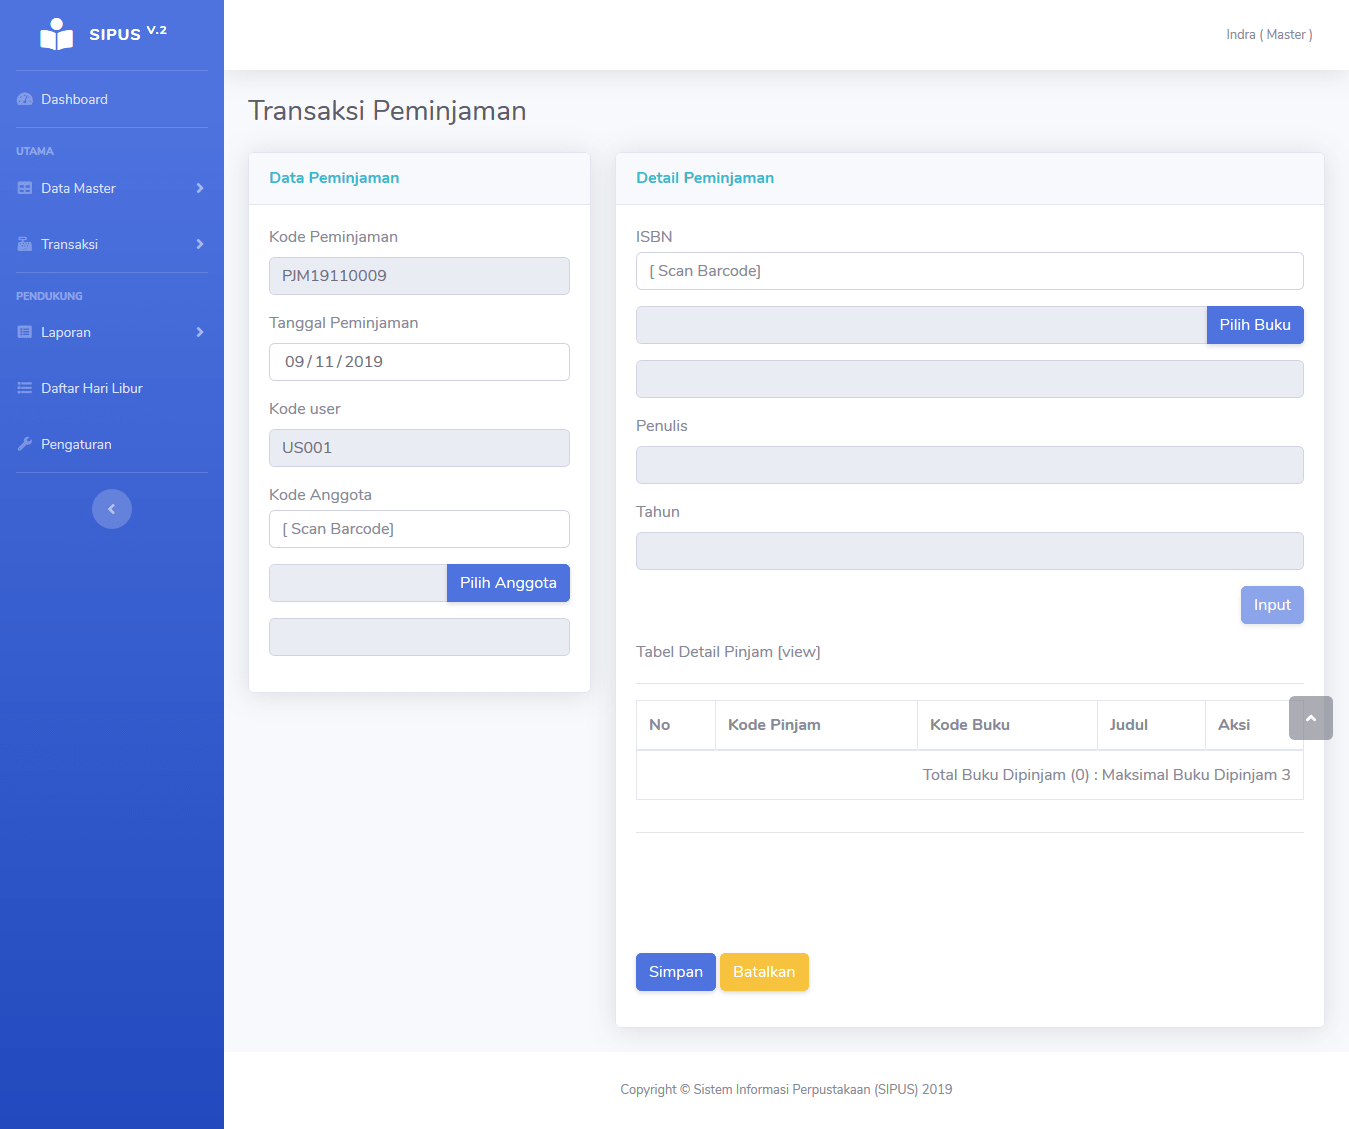 SIPUS V.2
Indra ( Master )
Dashboard
UTAMA
Data Master
Transaksi
PENDUKUNG
Laporan
Daftar Hari Libur
Pengaturan
Transaksi Peminjaman
Data Peminjaman
Kode Peminjaman
PJM19110009
Tanggal Peminjaman
09/11/2019
Kode user
US001
Kode Anggota
[ Scan Barcode]
Pilih Anggota
Detail Peminjaman
ISBN
[ Scan Barcode]
Pilih Buku
Penulis
Tahun
Input
Tabel Detail Pinjam [view]
No Kode Pinjam Kode Buku Judul Aksi
Total Buku Dipinjam (0) : Maksimal Buku Dipinjam 3
Simpan Batalkan
Copyright © Sistem Informasi Perpustakaan (SIPUS) 2019